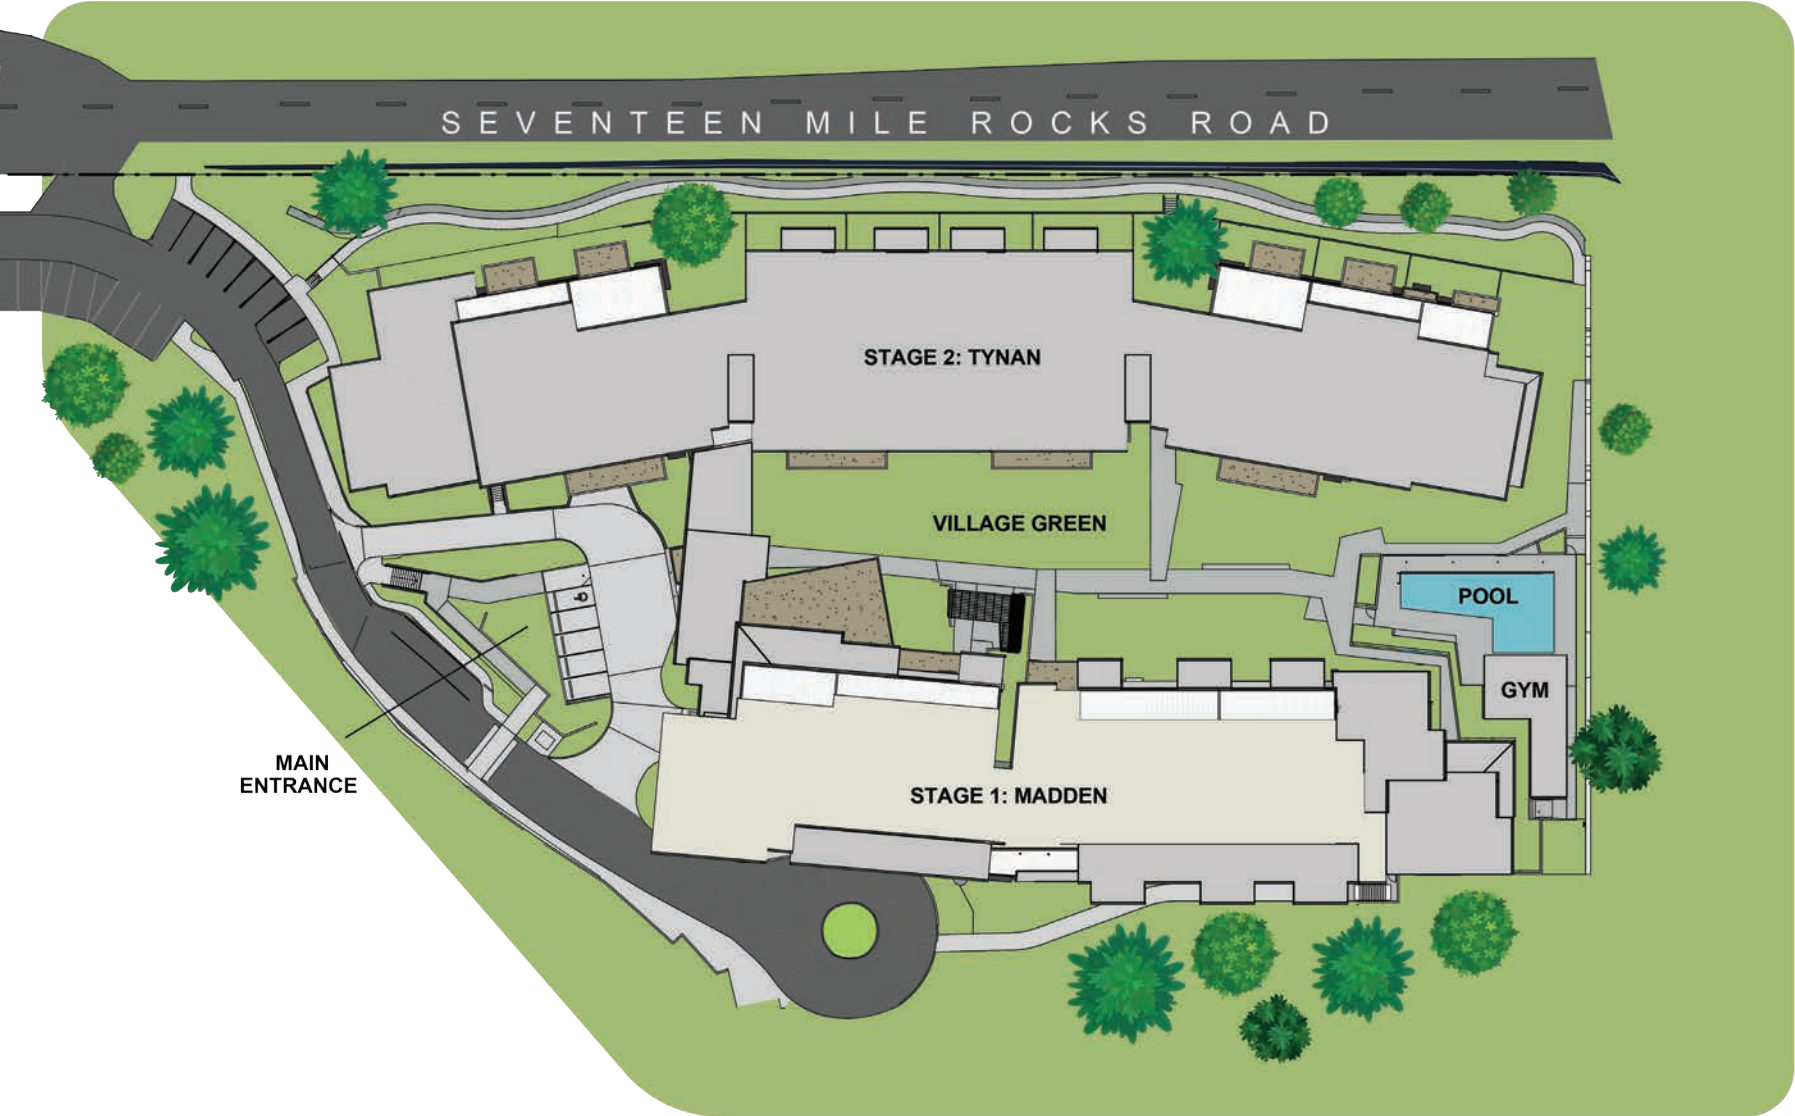 SEVENTEEN MILE ROCKS ROAD
STAGE 2: TYNAN
VILLAGE GREEN
POOL
GYM
MAIN
ENTRANCE
STAGE 1: MADDEN